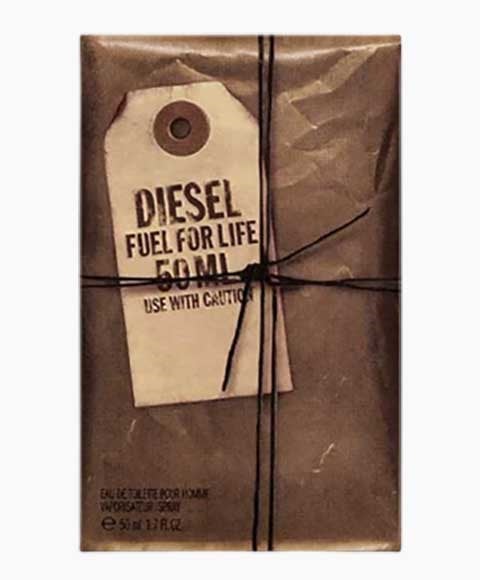 DIESEL
FUEL FOR LIFE
50 ML
USE WITH CAUTION
EAU DE TOILETTE POUR HOMME
VAPORISATEUR SPRAY
℮ 50 ml 1.7 FL.OZ.